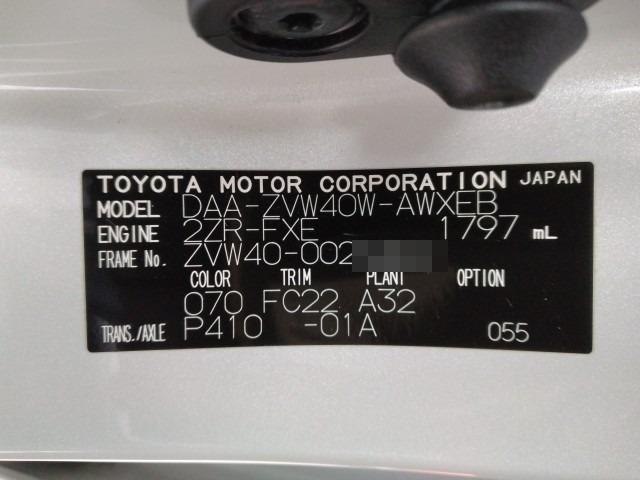 TOYOTA MOTOR CORPORATION JAPAN
MODEL DAA-ZVW40W-AWXEB
ENGINE 2ZR-FXE 1797 mL
FRAME No. ZVW40-002
COLOR TRIM PLANT OPTION
070 FC22 A32
TRANS./AXLE P410 -01A 055